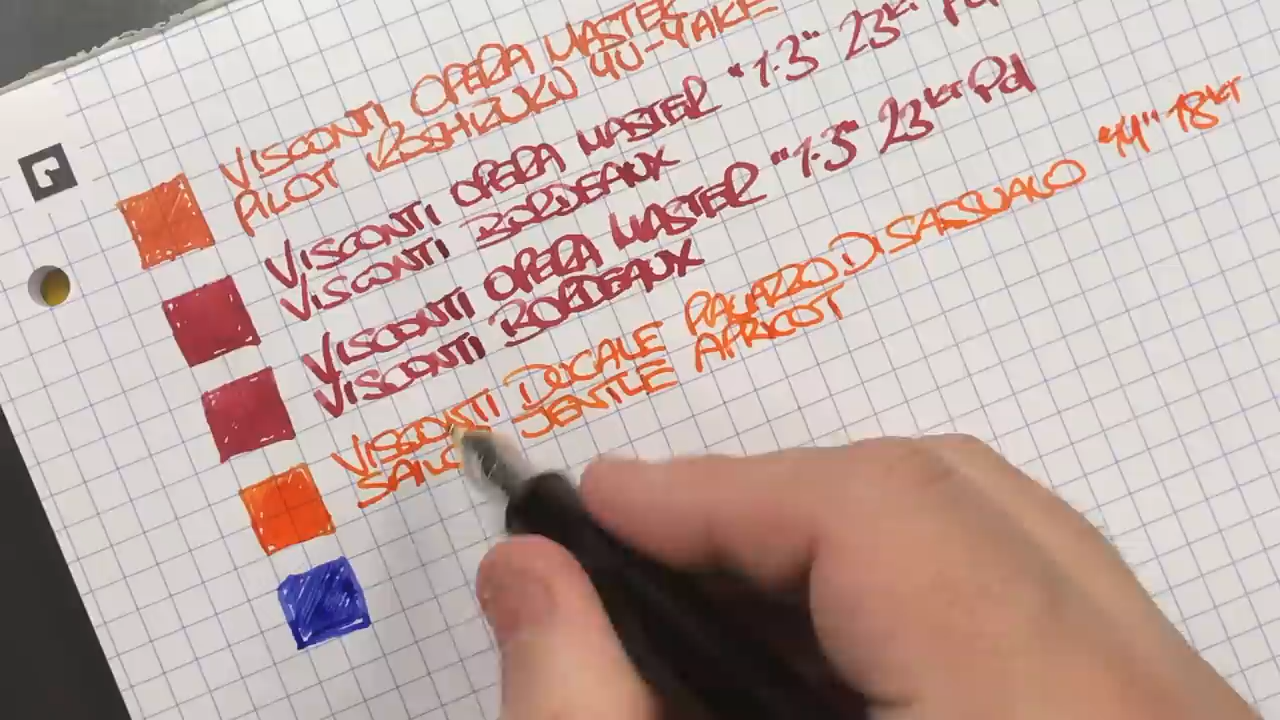 VISCONTI OPERA MASTER
PILOT IROSHIZUKU YU-YAKE
VISCONTI OPERA MASTER "1.3" 23KT Pd
VISCONTI BORDEAUX
VISCONTI OPERA MASTER "1.3" 23KT Pd
VISCONTI BORDEAUX
VISCONTI DUCALE PALAZZO DI SASSUALO 18KT
JENTLE APRICOT